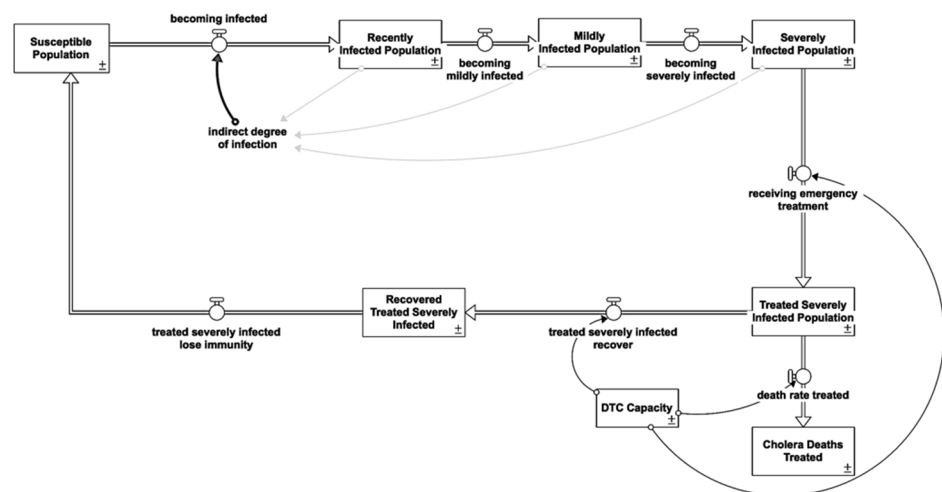 becoming infected
Susceptible
Population
±
Recently
Infected Population
±
becoming
mildly infected
Mildly
Infected Population
±
becoming
severely infected
Severely
Infected Population
±
indirect degree
of infection
receiving emergency
treatment
Treated Severely
Infected Population
±
treated severely infected
recover
Recovered
Treated Severely
Infected
±
treated severely infected
lose immunity
DTC Capacity
±
death rate treated
Cholera Deaths
Treated
±